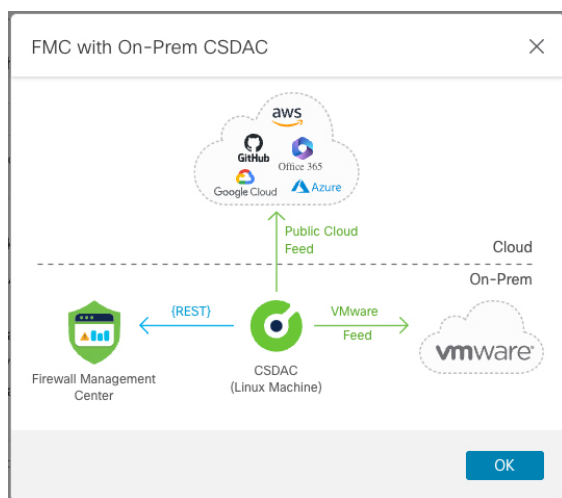 FMC with On-Prem CSDAC
aws
GitHub
Office 365
Google Cloud
Azure
Public Cloud
Feed
Cloud
On-Prem
{REST}
VMware
Feed
vmware
Firewall Management
Center
CSDAC
(Linux Machine)
OK